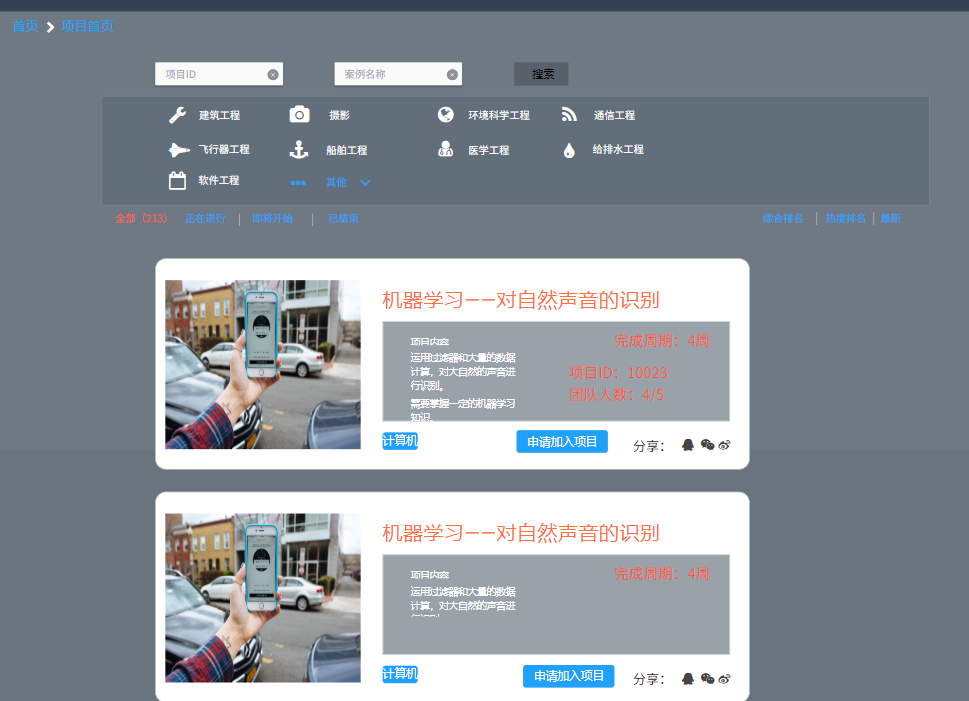 首页 项目首页
项目ID 案例名称 搜索
建筑工程 摄影 环境科学工程 通信工程
飞行器工程 船舶工程 医学工程 给排水工程
软件工程 其他
全部（213） 正在进行 | 即将开始 | 已结束 综合排名 | 热度排名 | 最新
机器学习——对自然声音的识别
项目内容
运用过滤器和大量的数据
计算，对大自然的声音进
行识别。
需要掌握一定的机器学习
知识。
完成周期：4周
项目ID：10023
团队人数：4/5
计算机 申请加入项目 分享：
机器学习——对自然声音的识别
项目内容
运用过滤器和大量的数据
计算，对大自然的声音进
完成周期：4周
计算机 申请加入项目 分享：